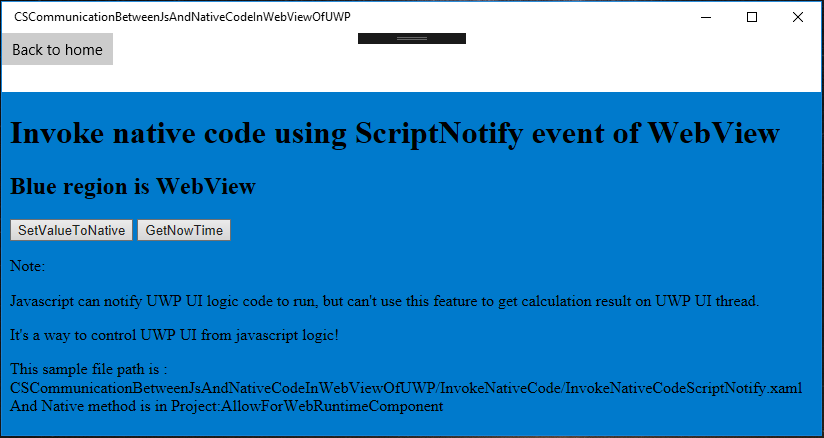 CSCommunicationBetweenJsAndNativeCodeInWebViewOfUWP
Back to home
Invoke native code using ScriptNotify event of WebView
Blue region is WebView
SetValueToNative GetNowTime
Note:
Javascript can notify UWP UI logic code to run, but can't use this feature to get calculation result on UWP UI thread.
It's a way to control UWP UI from javascript logic!
This sample file path is :
CSCommunicationBetweenJsAndNativeCodeInWebViewOfUWP/InvokeNativeCode/InvokeNativeCodeScriptNotify.xaml
And Native method is in Project:AllowForWebRuntimeComponent